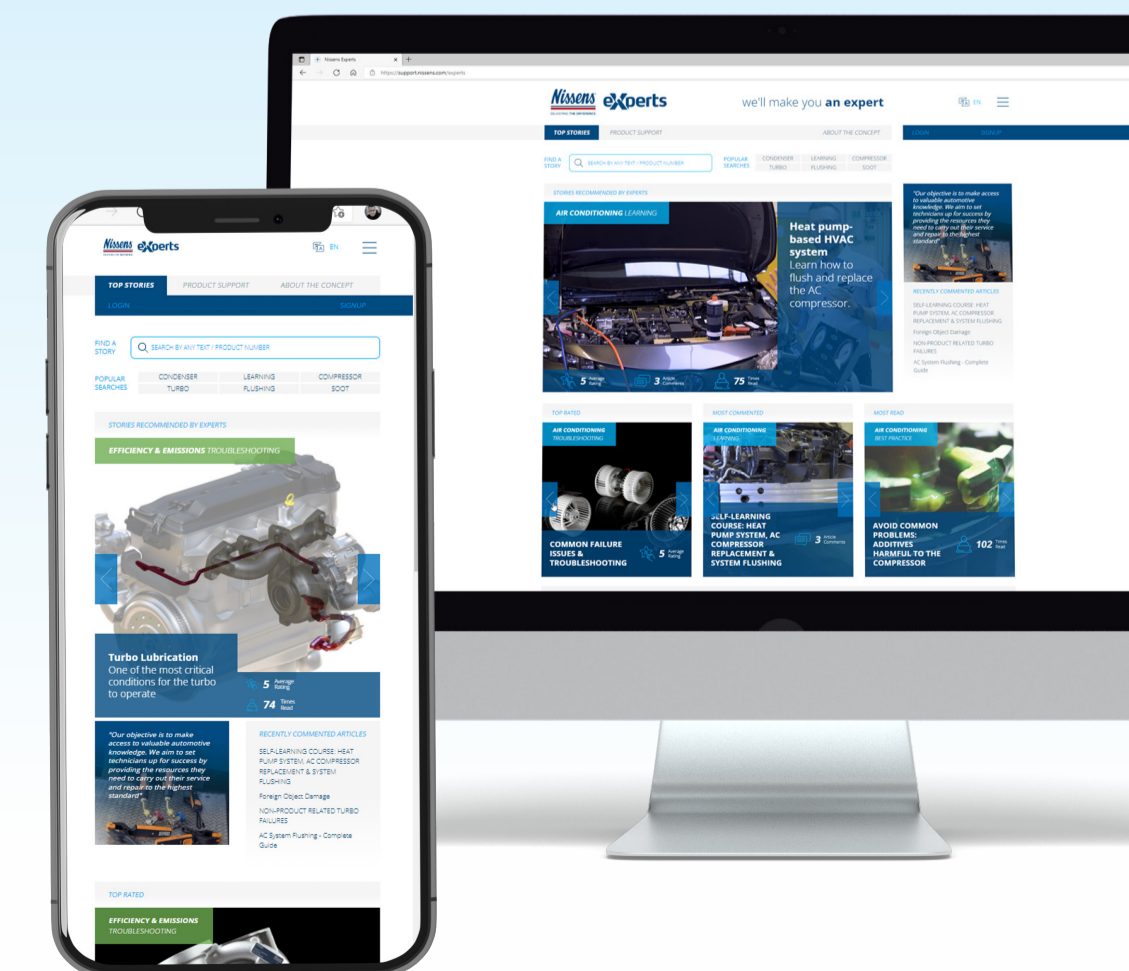 Nissens Experts
https://support.nissens.com/experts
Nissens
DELIVERING THE DIFFERENCE
eXperts
we'll make you an expert
EN
TOP STORIES
PRODUCT SUPPORT
ABOUT THE CONCEPT
LOGIN
SIGNUP
FIND A
STORY
SEARCH BY ANY TEXT / PRODUCT NUMBER
POPULAR
SEARCHES
CONDENSER
LEARNING
COMPRESSOR
TURBO
FLUSHING
SOOT
STORIES RECOMMENDED BY EXPERTS
AIR CONDITIONING LEARNING
Heat pump-
based HVAC
system
Learn how to
flush and replace
the AC
compressor.
5 Average
Rating
3 Article
Comments
75 Times
Read
"Our objective is to make access
to valuable automotive
knowledge. We aim to set
technicians up for success by
providing the resources they
need to carry out their service
and repair to the highest
standard"
RECENTLY COMMENTED ARTICLES
SELF-LEARNING COURSE: HEAT
PUMP SYSTEM, AC COMPRESSOR
REPLACEMENT & SYSTEM FLUSHING
Foreign Object Damage
NON-PRODUCT RELATED TURBO
FAILURES
AC System Flushing - Complete
Guide
TOP RATED
AIR CONDITIONING
TROUBLESHOOTING
COMMON FAILURE
ISSUES &
TROUBLESHOOTING
5 Average
Rating
MOST COMMENTED
AIR CONDITIONING
LEARNING
SELF-LEARNING
COURSE: HEAT
PUMP SYSTEM, AC
COMPRESSOR
REPLACEMENT &
SYSTEM FLUSHING
3 Article
Comments
MOST READ
AIR CONDITIONING
BEST PRACTICE
AVOID COMMON
PROBLEMS:
ADDITIVES
HARMFUL TO THE
COMPRESSOR
102 Times
Read
Nissens
DELIVERING THE DIFFERENCE
eXperts
EN
TOP STORIES
PRODUCT SUPPORT
ABOUT THE CONCEPT
LOGIN
SIGNUP
FIND A
STORY
SEARCH BY ANY TEXT / PRODUCT NUMBER
POPULAR
SEARCHES
CONDENSER
LEARNING
COMPRESSOR
TURBO
FLUSHING
SOOT
STORIES RECOMMENDED BY EXPERTS
EFFICIENCY & EMISSIONS TROUBLESHOOTING
Turbo Lubrication
One of the most critical
conditions for the turbo
to operate
5 Average
Rating
74 Times
Read
"Our objective is to make
access to valuable automotive
knowledge. We aim to set
technicians up for success by
providing the resources they
need to carry out their service
and repair to the highest
standard"
RECENTLY COMMENTED ARTICLES
SELF-LEARNING COURSE: HEAT
PUMP SYSTEM, AC COMPRESSOR
REPLACEMENT & SYSTEM
FLUSHING
Foreign Object Damage
NON-PRODUCT RELATED TURBO
FAILURES
AC System Flushing - Complete
Guide
TOP RATED
EFFICIENCY & EMISSIONS
TROUBLESHOOTING